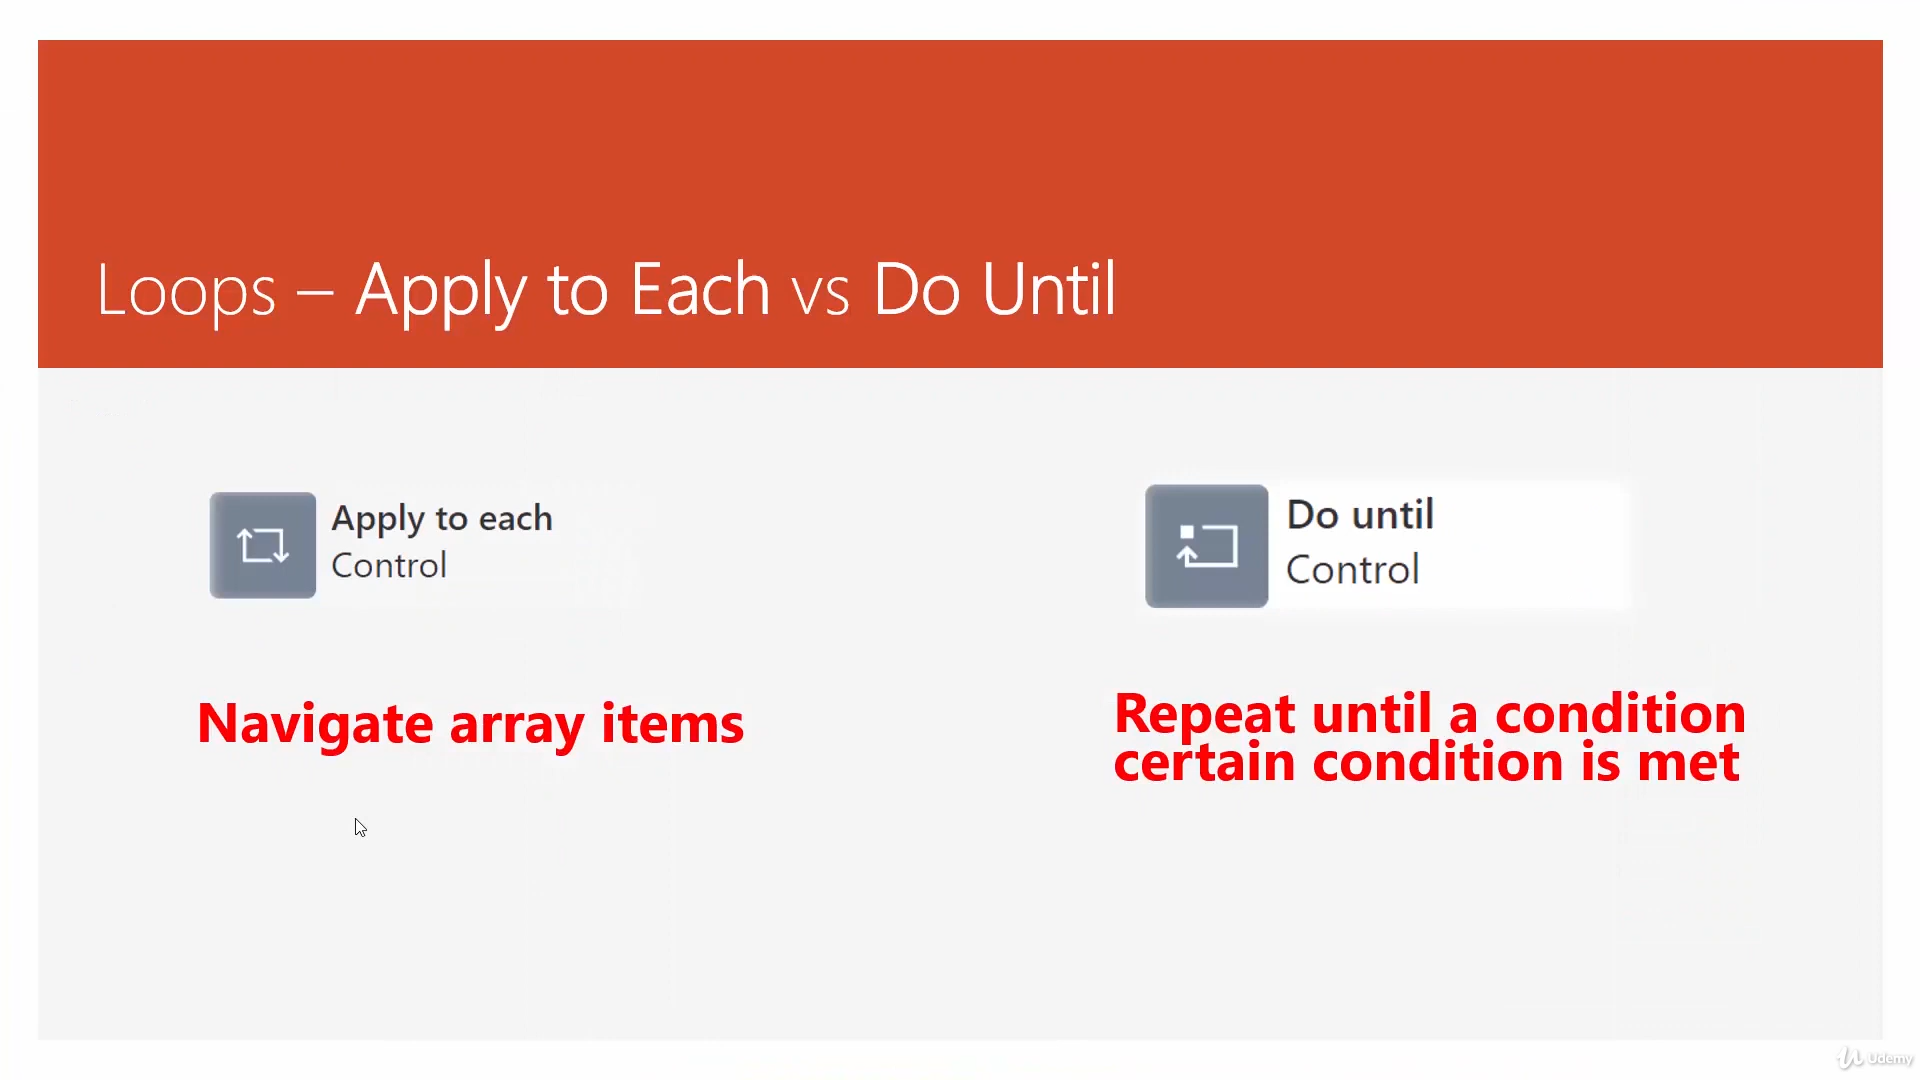 Loops – Apply to Each vs Do Until
Apply to each
Control
Navigate array items
Do until
Control
Repeat until a condition
certain condition is met
Udemy